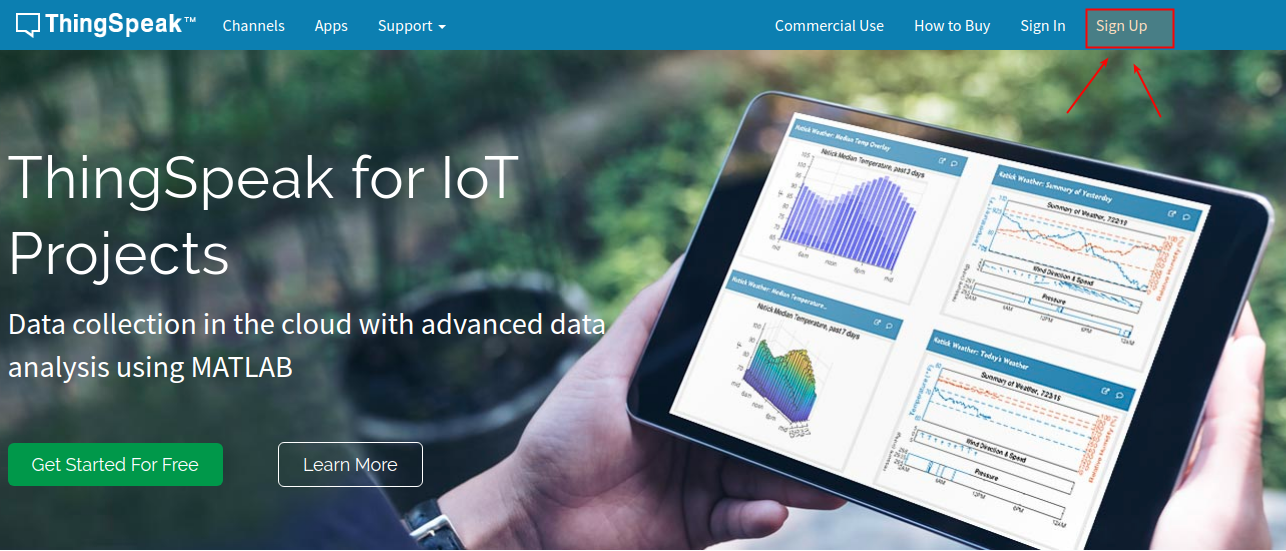 ThingSpeak™ Channels Apps Support Commercial Use How to Buy Sign In Sign Up
ThingSpeak for IoT
Projects
Data collection in the cloud with advanced data
analysis using MATLAB
Get Started For Free Learn More
Natick Weather: Median Temp Overlay
Natick Median Temperature, past 3 days
Natick Weather: Summary of Yesterday
Summary of Weather, 7/22/15
Wind Direction & Speed
Pressure
Natick Weather: Median Temperature...
Natick Median Temperature, past 7 days
Natick Weather: Today's Weather
Summary of Weather, 7/23/15
Wind Direction & Speed
Pressure